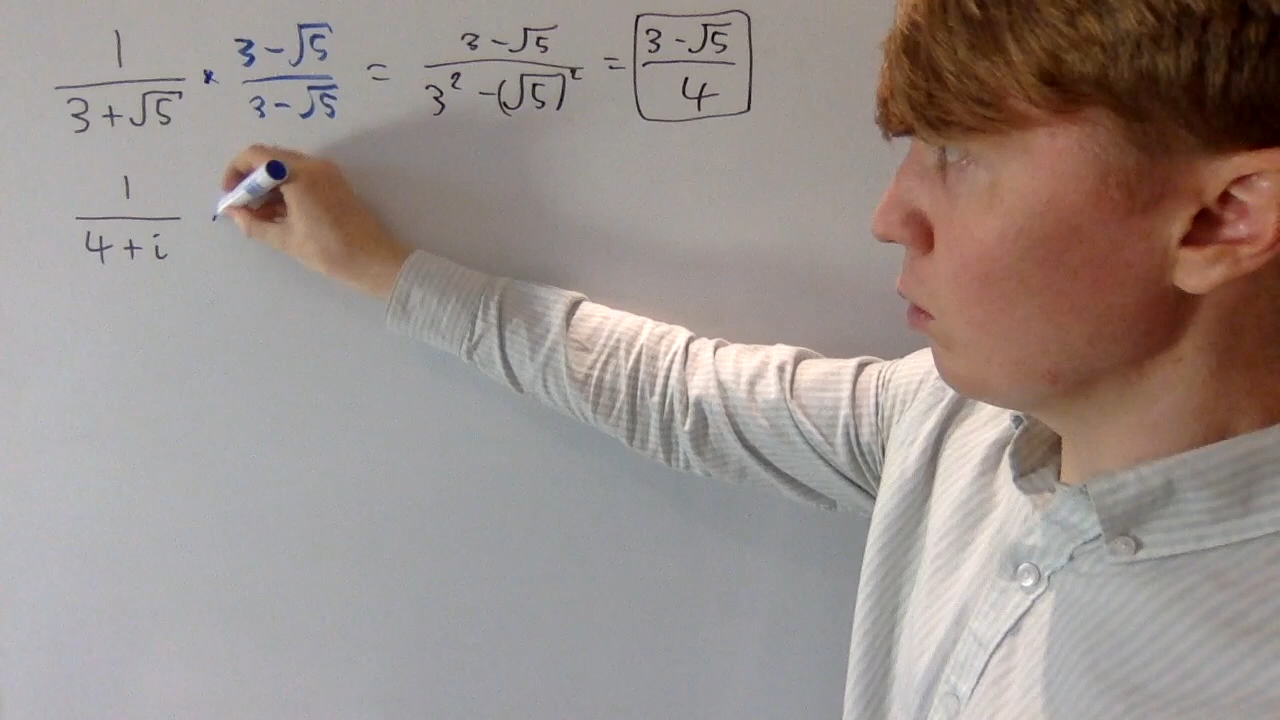 1/(3+√5) × (3-√5)/(3-√5) = (3-√5)/(3²-(√5)²) = (3-√5)/4
1/(4+i)